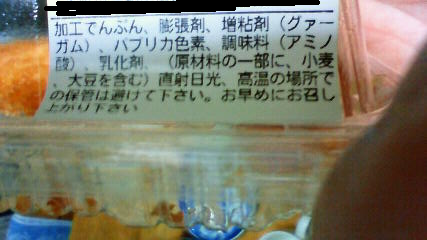 加工でんぷん、膨張剤、増粘剤（グァー
ガム）、パプリカ色素、調味料（アミノ
酸）、乳化剤、（原材料の一部に、小麦
、大豆を含む）直射日光、高温の場所で
の保管は避けて下さい。お早めにお召し
上がり下さい